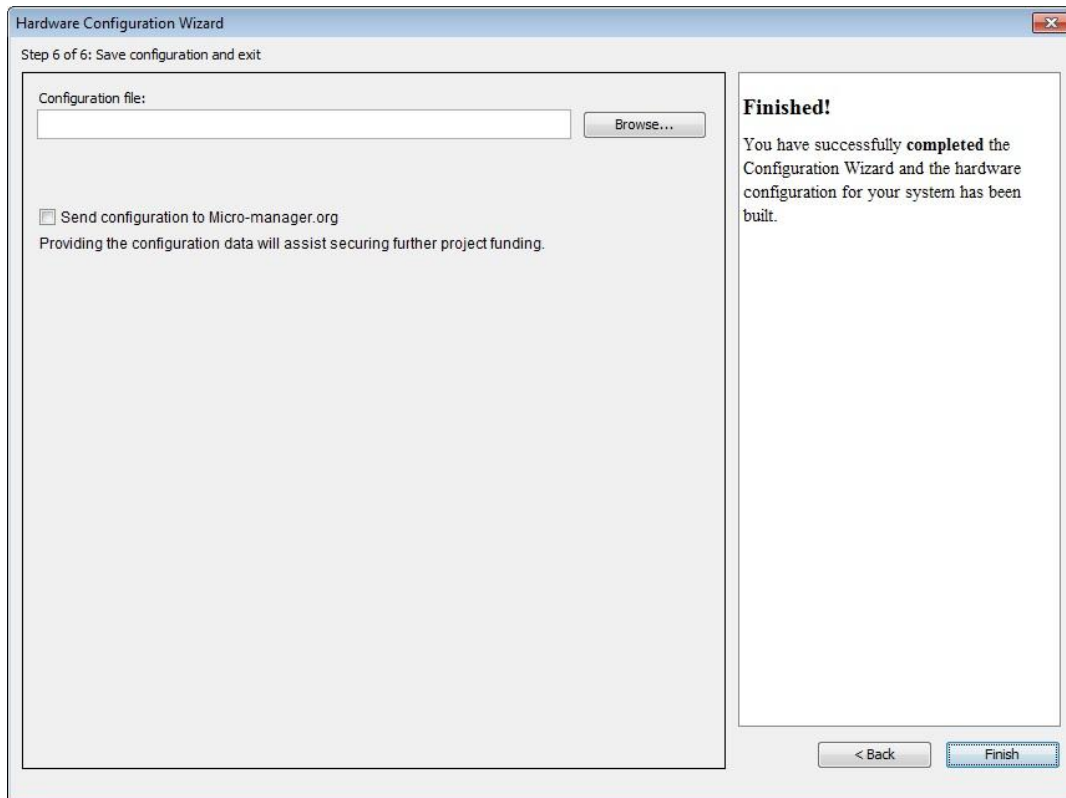 Hardware Configuration Wizard
Step 6 of 6: Save configuration and exit
Configuration file:
Browse...
Send configuration to Micro-manager.org
Providing the configuration data will assist securing further project funding.
Finished!
You have successfully completed the
Configuration Wizard and the hardware
configuration for your system has been
built.
< Back
Finish